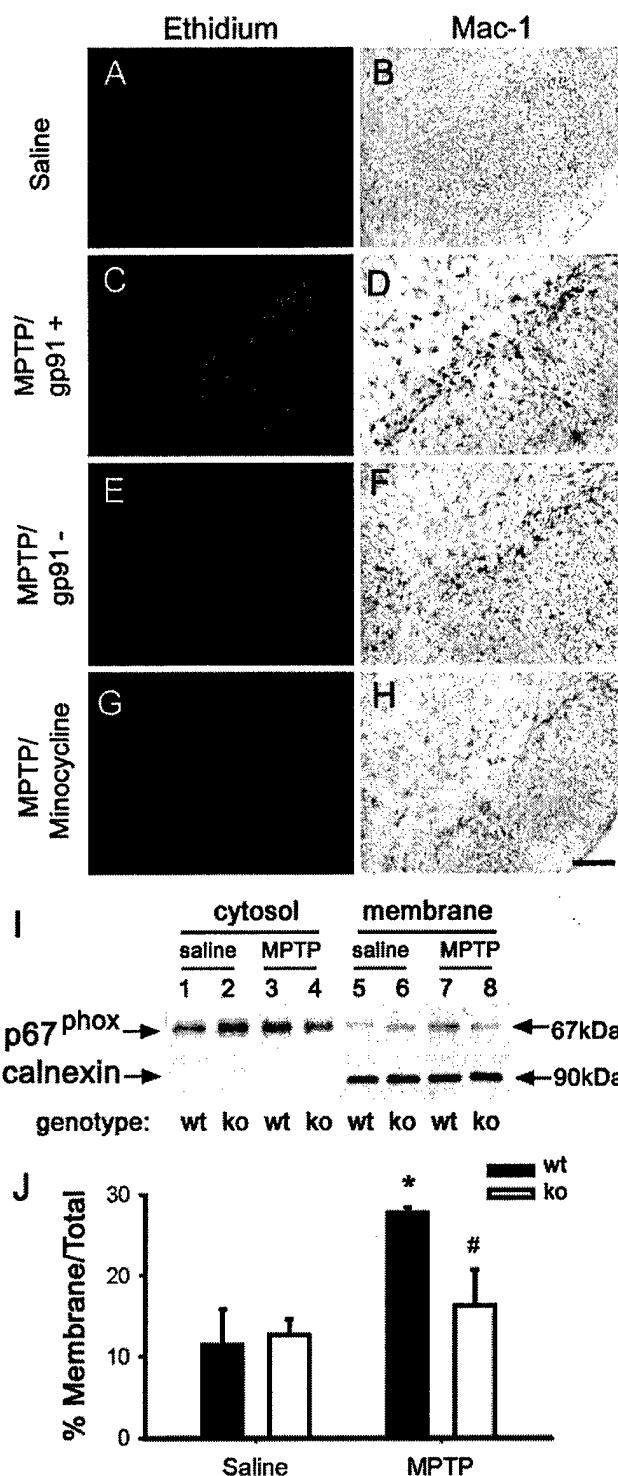 Ethidium Mac-1
Saline
A B
MPTP/
gp91 +
C D
MPTP/
gp91 -
E F
MPTP/
Minocycline
G H
I
cytosol membrane
saline MPTP saline MPTP
1 2 3 4 5 6 7 8
p67phox 67kDa
calnexin 90kDa
genotype: wt ko wt ko wt ko wt ko
J
wt
ko
% Membrane/Total
30
20
10
0
*
#
Saline MPTP